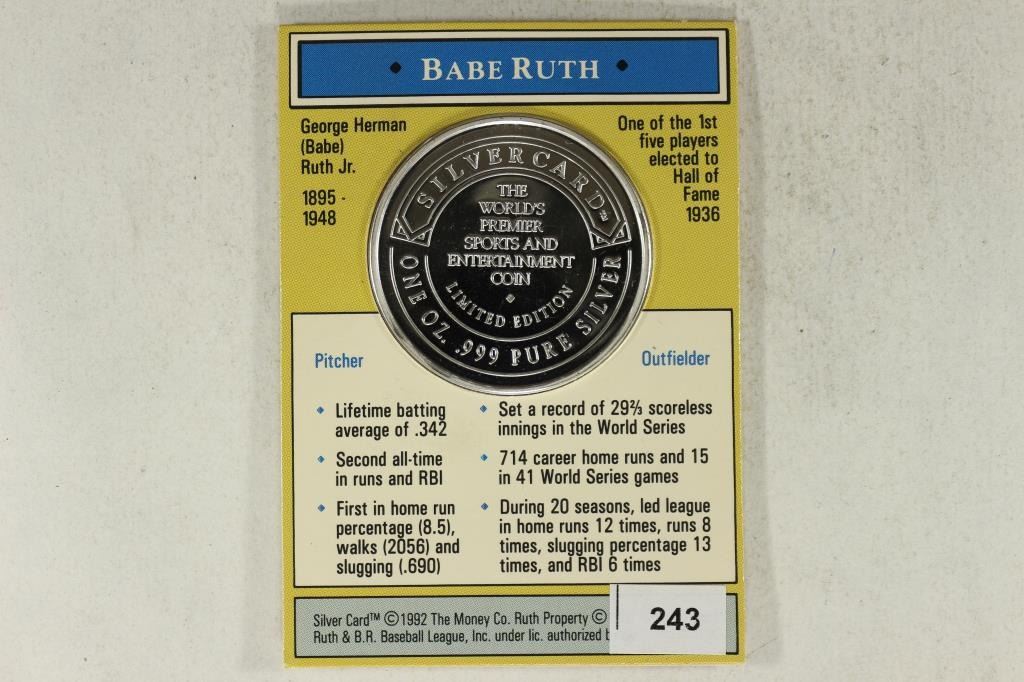 BABE RUTH
George Herman
(Babe)
Ruth Jr.
1895 -
1948
One of the 1st
five players
elected to
Hall of
Fame
1936
SILVERCARD™
THE
WORLD'S
PREMIER
SPORTS AND
ENTERTAINMENT
COIN
LIMITED EDITION
ONE OZ. .999 PURE SILVER
Pitcher
Outfielder
Lifetime batting
average of .342
Second all-time
in runs and RBI
First in home run
percentage (8.5),
walks (2056) and
slugging (.690)
Set a record of 29⅔ scoreless
innings in the World Series
714 career home runs and 15
in 41 World Series games
During 20 seasons, led league
in home runs 12 times, runs 8
times, slugging percentage 13
times, and RBI 6 times
Silver Card™ ©1992 The Money Co. Ruth Property ©
Ruth & B.R. Baseball League, Inc. under lic. authorized
243